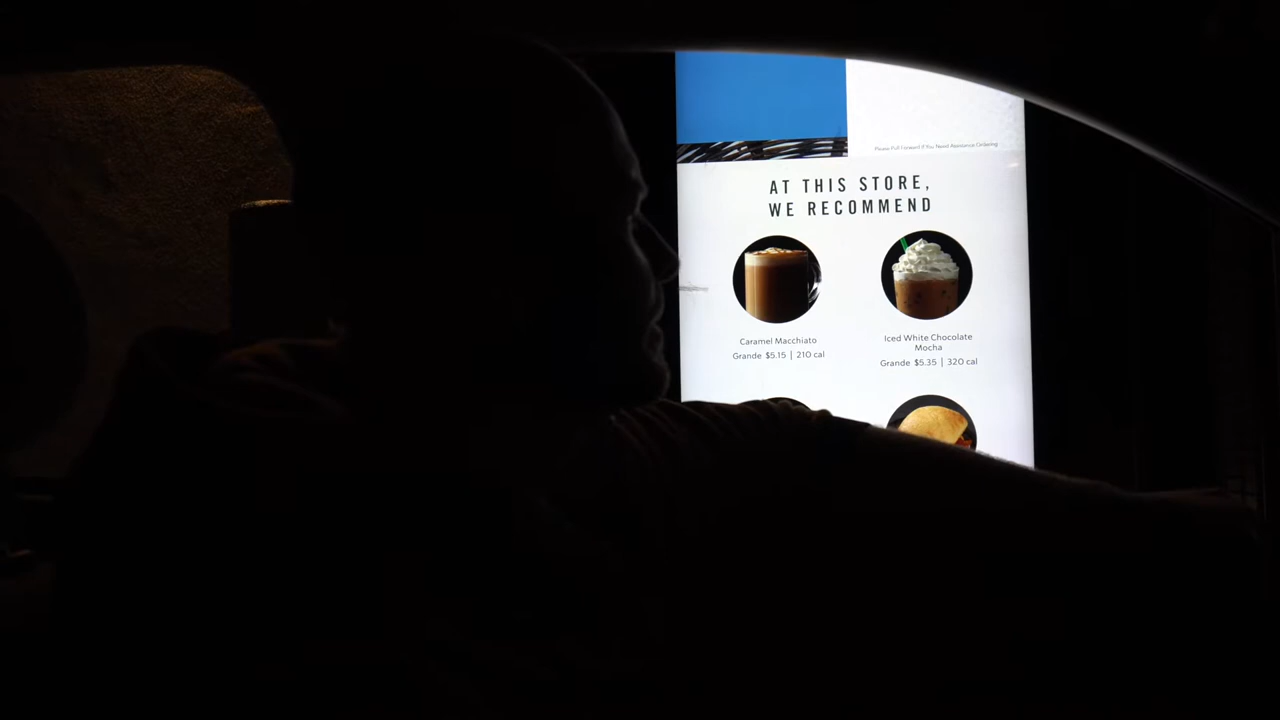 Please Pull Forward If You Need Assistance Ordering
AT THIS STORE,
WE RECOMMEND
Caramel Macchiato
Grande $5.15 | 210 cal
Iced White Chocolate
Mocha
Grande $5.35 | 320 cal